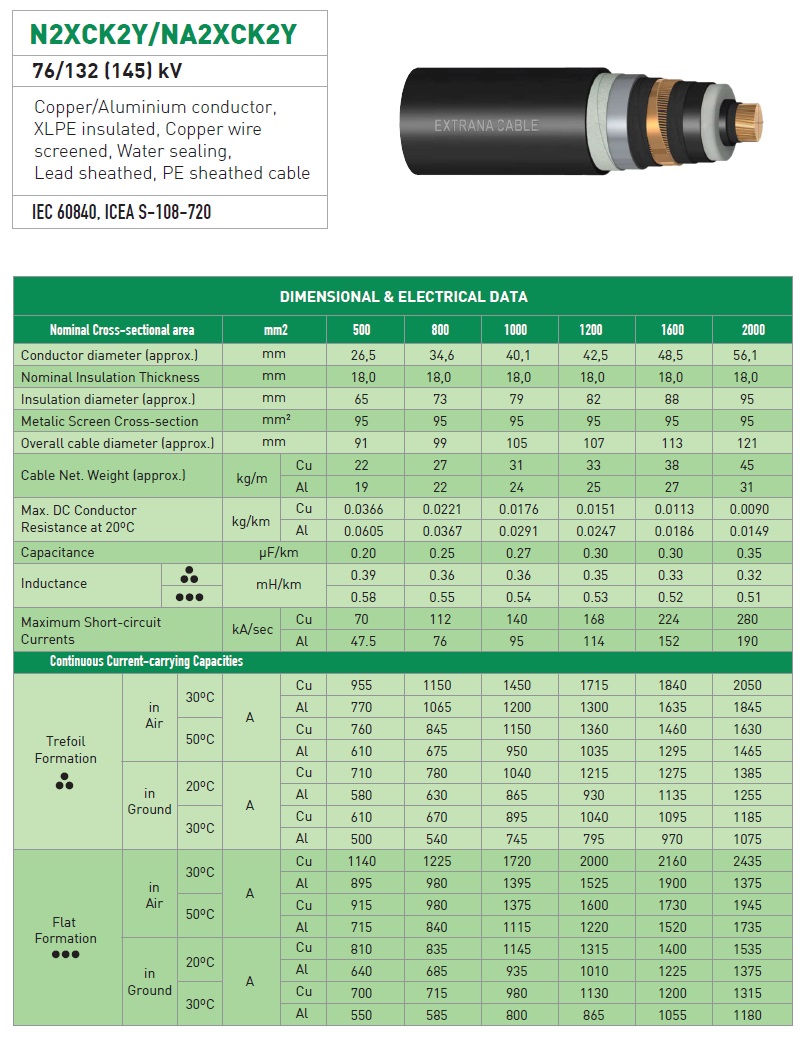 N2XCK2Y/NA2XCK2Y
76/132 (145) kV
Copper/Aluminium conductor,
XLPE insulated, Copper wire
screened, Water sealing,
Lead sheathed, PE sheathed cable
IEC 60840, ICEA S-108-720
EXTRANA CABLE
DIMENSIONAL & ELECTRICAL DATA
Nominal Cross-sectional area mm2 500 800 1000 1200 1600 2000
Conductor diameter (approx.) mm 26,5 34,6 40,1 42,5 48,5 56,1
Nominal Insulation Thickness mm 18,0 18,0 18,0 18,0 18,0 18,0
Insulation diameter (approx.) mm 65 73 79 82 88 95
Metalic Screen Cross-section mm² 95 95 95 95 95 95
Overall cable diameter (approx.) mm 91 99 105 107 113 121
Cable Net. Weight (approx.) kg/m Cu 22 27 31 33 38 45
Al 19 22 24 25 27 31
Max. DC Conductor
Resistance at 20ºC kg/km Cu 0.0366 0.0221 0.0176 0.0151 0.0113 0.0090
Al 0.0605 0.0367 0.0291 0.0247 0.0186 0.0149
Capacitance µF/km 0.20 0.25 0.27 0.30 0.30 0.35
Inductance mH/km 0.39 0.36 0.36 0.35 0.33 0.32
0.58 0.55 0.54 0.53 0.52 0.51
Maximum Short-circuit
Currents kA/sec Cu 70 112 140 168 224 280
Al 47.5 76 95 114 152 190
Continuous Current-carrying Capacities
Trefoil
Formation
in
Air 30ºC A Cu 955 1150 1450 1715 1840 2050
Al 770 1065 1200 1300 1635 1845
50ºC Cu 760 845 1150 1360 1460 1630
Al 610 675 950 1035 1295 1465
in
Ground 20ºC A Cu 710 780 1040 1215 1275 1385
Al 580 630 865 930 1135 1255
30ºC Cu 610 670 895 1040 1095 1185
Al 500 540 745 795 970 1075
Flat
Formation
in
Air 30ºC A Cu 1140 1225 1720 2000 2160 2435
Al 895 980 1395 1525 1900 1375
50ºC Cu 915 980 1375 1600 1730 1945
Al 715 840 1115 1220 1520 1735
in
Ground 20ºC A Cu 810 835 1145 1315 1400 1535
Al 640 685 935 1010 1225 1375
30ºC Cu 700 715 980 1130 1200 1315
Al 550 585 800 865 1055 1180